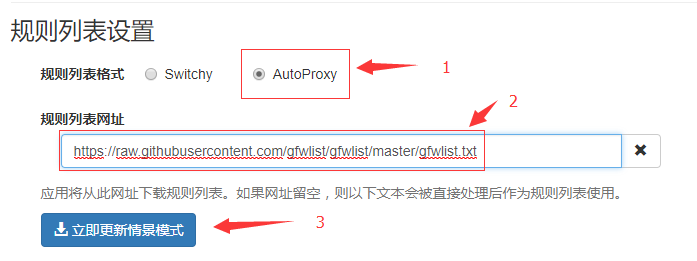 规则列表设置
规则列表格式 Switchy AutoProxy 1
规则列表网址 2
https://raw.githubusercontent.com/gfwlist/gfwlist/master/gfwlist.txt
应用将从此网址下载规则列表。如果网址留空，则以下文本会被直接处理后作为规则列表使用。
立即更新情景模式 3